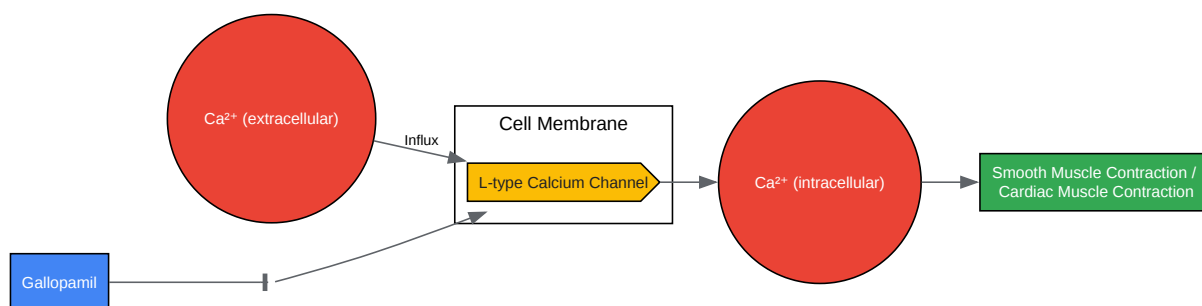 Ca²⁺ (extracellular)
Influx
Cell Membrane
L-type Calcium Channel
Ca²⁺ (intracellular)
Smooth Muscle Contraction /
Cardiac Muscle Contraction
Gallopamil